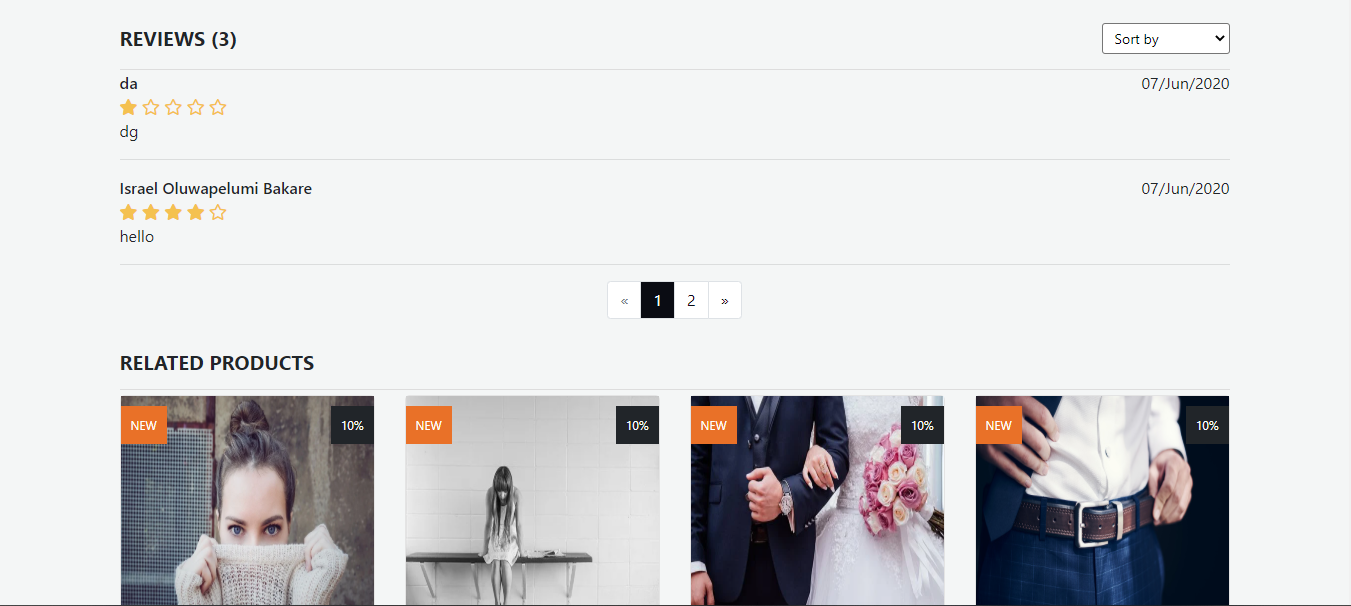 REVIEWS (3)
Sort by
da
07/Jun/2020
dg
Israel Oluwapelumi Bakare
07/Jun/2020
hello
« 1 2 »
RELATED PRODUCTS
NEW 10% NEW 10% NEW 10% NEW 10%